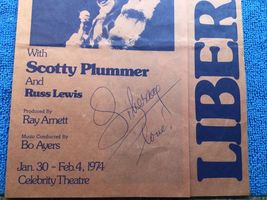 With
Scotty Plummer
And
Russ Lewis
Produced By
Ray Arnett
Music Conducted By
Bo Ayers
Jan. 30 - Feb. 4, 1974
Celebrity Theatre
Liberace
LIBER